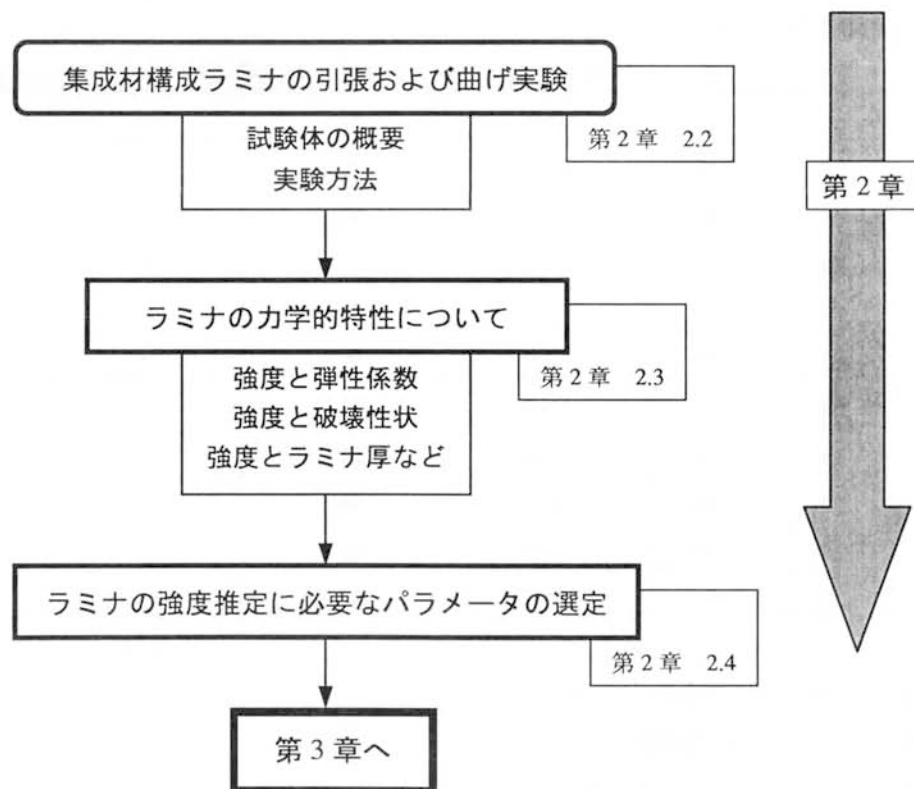 集成材構成ラミナの引張および曲げ実験
第2章 2.2
試験体の概要
実験方法
第2章
ラミナの力学的特性について
第2章 2.3
強度と弾性係数
強度と破壊性状
強度とラミナ厚など
ラミナの強度推定に必要なパラメータの選定
第2章 2.4
第3章へ